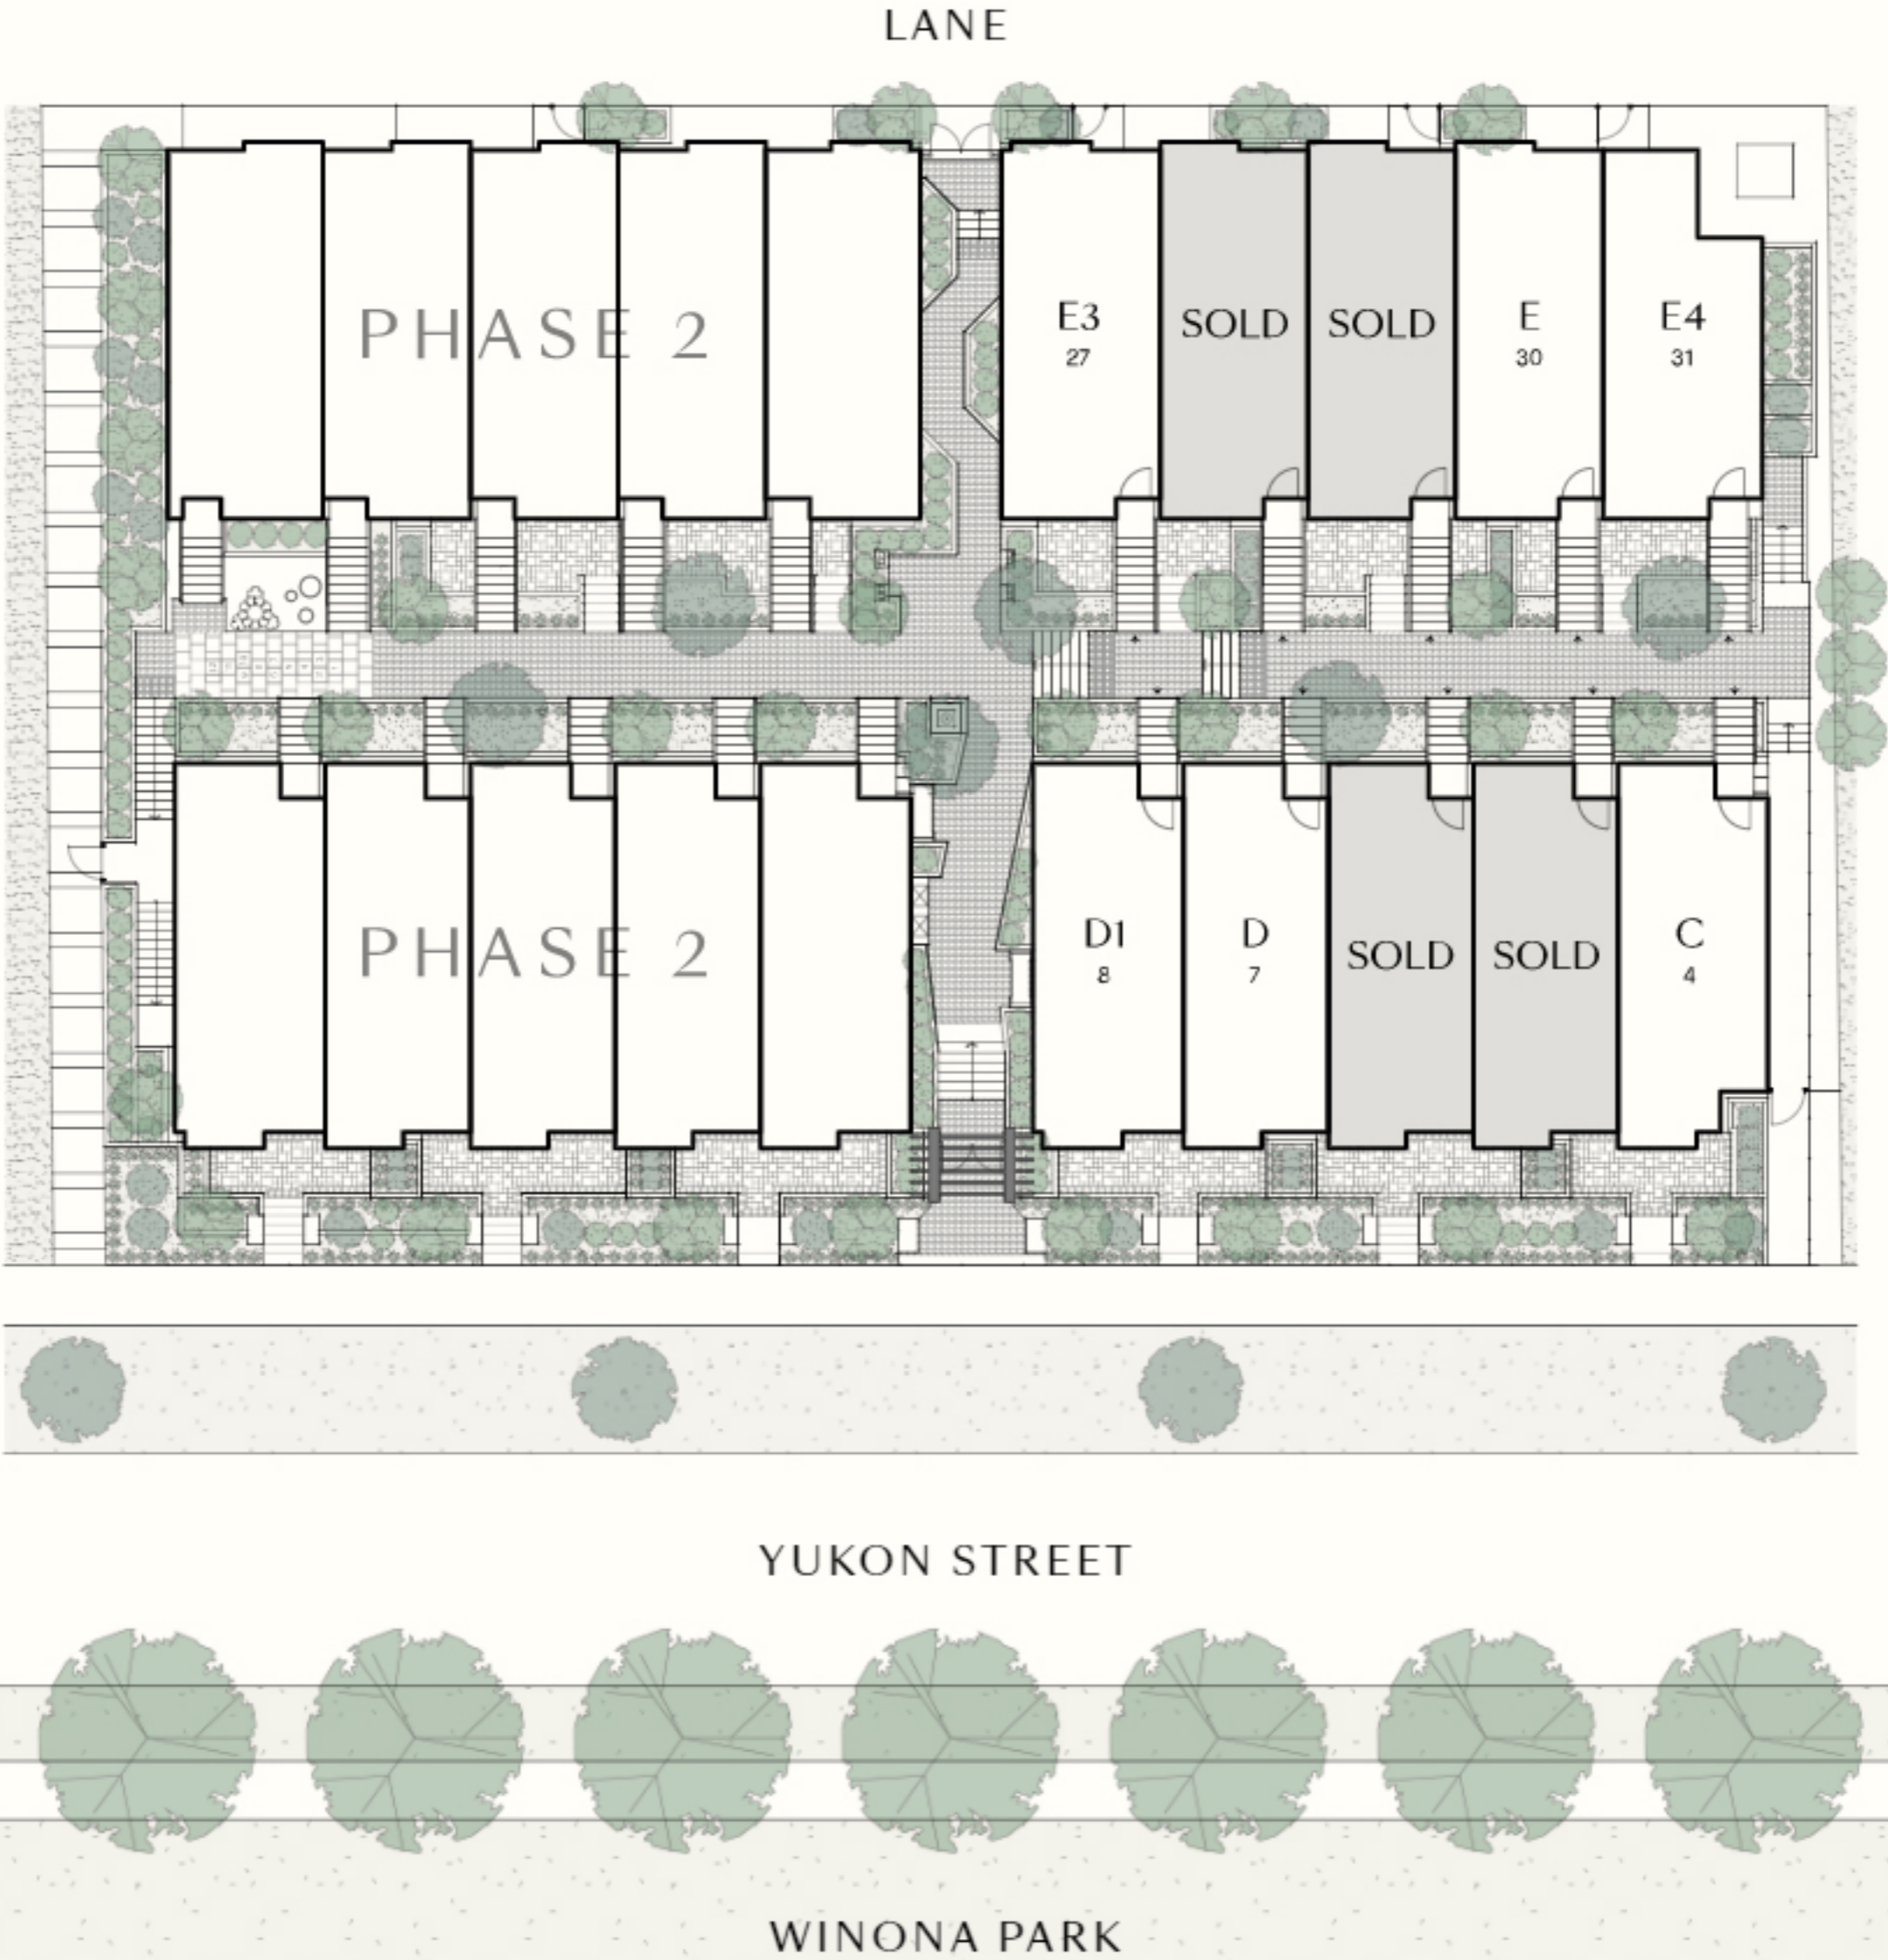 LANE
PHASE 2
E3
27
SOLD
SOLD
E
30
E4
31
PHASE 2
D1
8
D
7
SOLD
SOLD
C
4
YUKON STREET
WINONA PARK